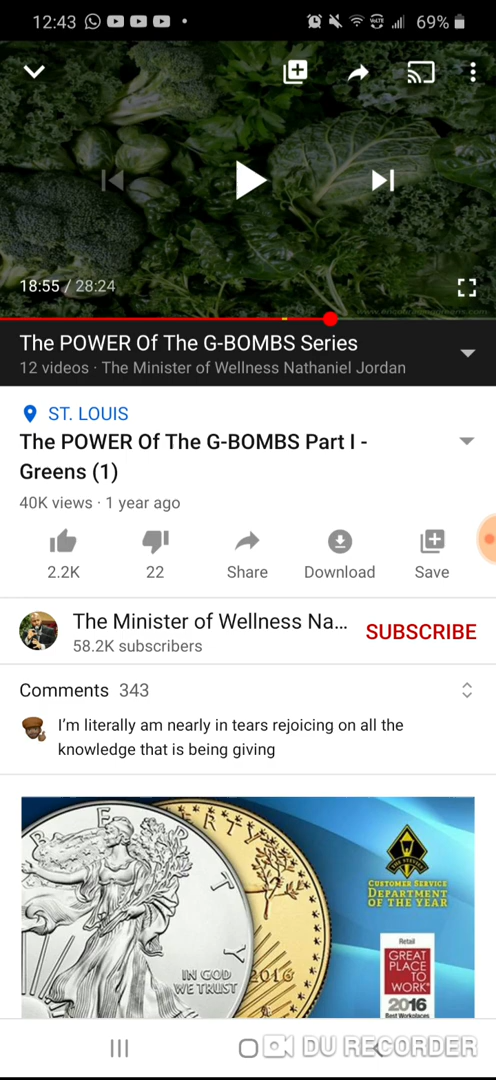 12:43
69%
18:55 / 28:24
The POWER Of The G-BOMBS Series
12 videos · The Minister of Wellness Nathaniel Jordan
ST. LOUIS
The POWER Of The G-BOMBS Part I -
Greens (1)
40K views · 1 year ago
2.2K 22 Share Download Save
The Minister of Wellness Na...
58.2K subscribers
SUBSCRIBE
Comments 343
I'm literally am nearly in tears rejoicing on all the
knowledge that is being giving
CUSTOMER SERVICE
DEPARTMENT
OF THE YEAR
IN GOD
WE TRUST
2016
Retail
GREAT
PLACE
TO
WORK
2016
Best Workplaces
DU RECORDER